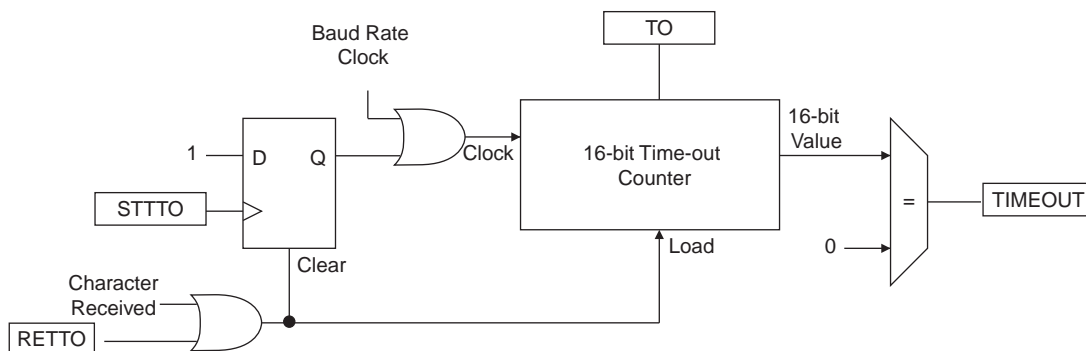 TO
Baud Rate
Clock
16-bit
Value
1
D
Q
Clock
16-bit Time-out
Counter
STTTO
=
TIMEOUT
Clear
Load
0
Character
Received
RETTO